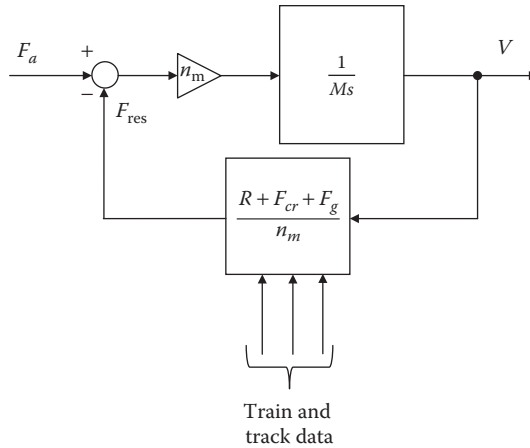 F_a
+
−
F_res
n_m
1
Ms
V
R + F_cr + F_g
n_m
Train and
track data